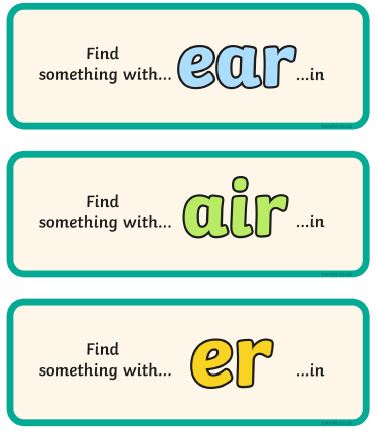 Find
something with... ear ...in
Find
something with... air ...in
Find
something with... er ...in